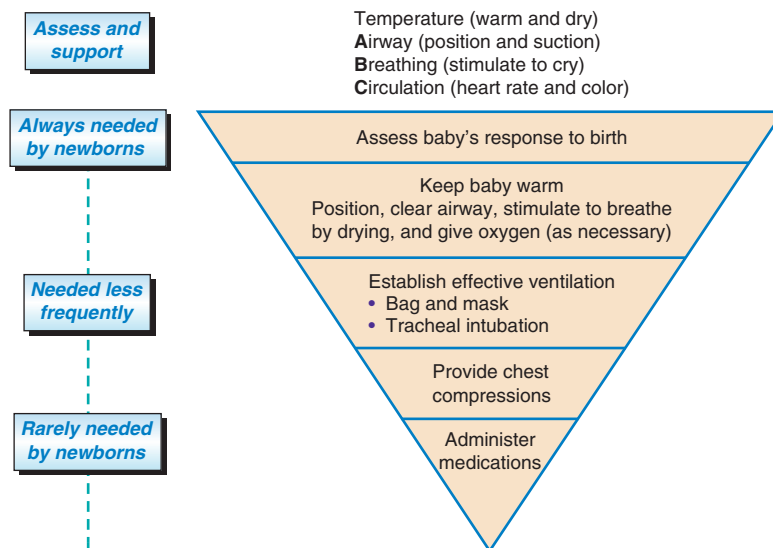 Assess and
support
Temperature (warm and dry)
Airway (position and suction)
Breathing (stimulate to cry)
Circulation (heart rate and color)
Always needed
by newborns
Assess baby's response to birth
Keep baby warm
Position, clear airway, stimulate to breathe
by drying, and give oxygen (as necessary)
Needed less
frequently
Establish effective ventilation
• Bag and mask
• Tracheal intubation
Provide chest
compressions
Rarely needed
by newborns
Administer
medications